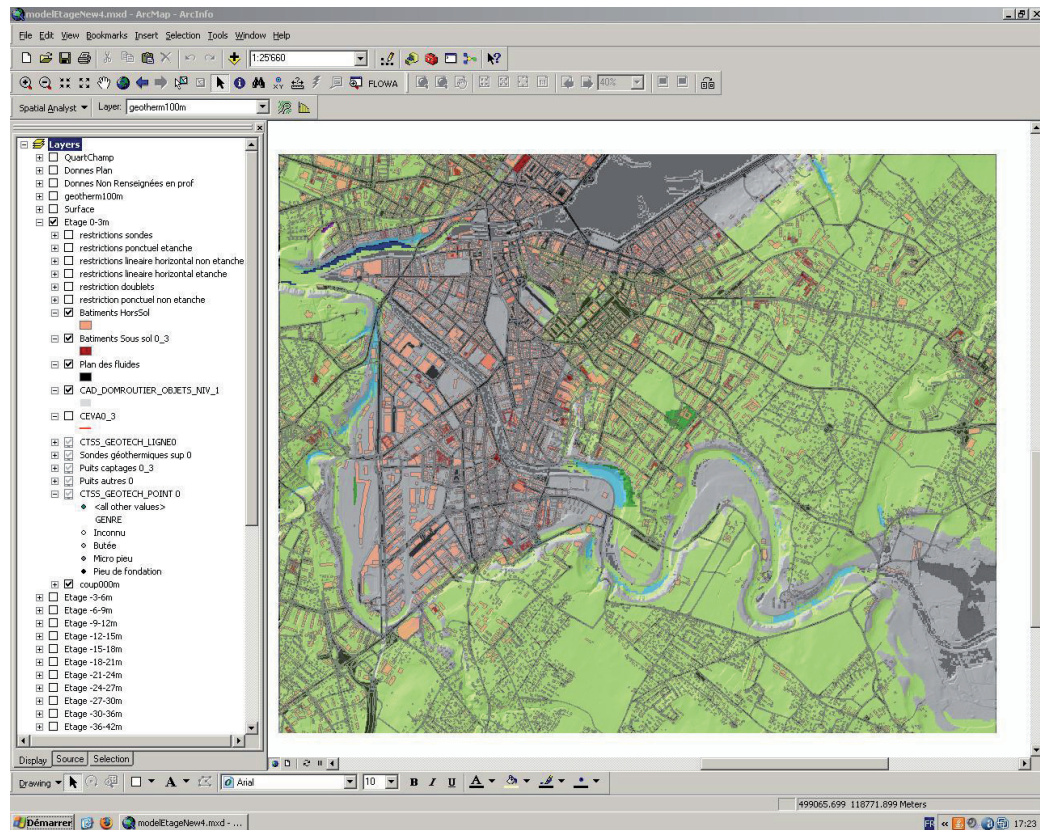 modelEtageNew4.mxd - ArcMap - ArcInfo
File Edit View Bookmarks Insert Selection Tools Window Help
1:25'660
FLOWA
40%
Spatial Analyst Layer: geotherm100m
Layers
QuartChamp
Donnes Plan
Donnes Non Renseignées en prof
geotherm100m
Surface
Etage 0-3m
restrictions sondes
restrictions ponctuel etanche
restrictions lineaire horizontal non etanche
restrictions lineaire horizontal etanche
restriction doublets
restriction ponctuel non etanche
Batiments HorsSol
Batiments Sous sol 0_3
Plan des fluides
CAD_DOMROUTIER_OBJETS_NIV_1
CEVA0_3
CTSS_GEOTECH_LIGNE0
Sondes géothermiques sup 0
Puits captages 0_3
Puits autres 0
CTSS_GEOTECH_POINT 0
<all other values>
GENRE
Inconnu
Butée
Micro pieu
Pieu de fondation
coup000m
Etage -3-6m
Etage -6-9m
Etage -9-12m
Etage -12-15m
Etage -15-18m
Etage -18-21m
Etage -21-24m
Etage -24-27m
Etage -27-30m
Etage -30-36m
Etage -36-42m
Display Source Selection
Drawing A Arial 10 B I U A
499065.699 118771.899 Meters
Démarrer modelEtageNew4.mxd - ... FR « 17:23